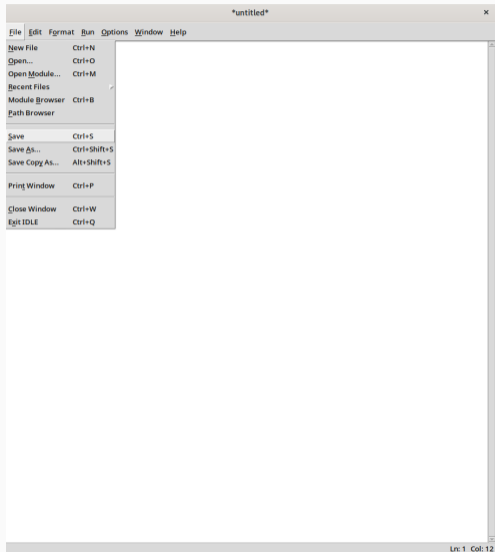 *untitled*
×
File Edit Format Run Options Window Help
New File Ctrl+N
Open... Ctrl+O
Open Module... Ctrl+M
Recent Files
Module Browser Ctrl+B
Path Browser
Save Ctrl+S
Save As... Ctrl+Shift+S
Save Copy As... Alt+Shift+S
Print Window Ctrl+P
Close Window Ctrl+W
Exit IDLE Ctrl+Q
Ln: 1 Col: 12